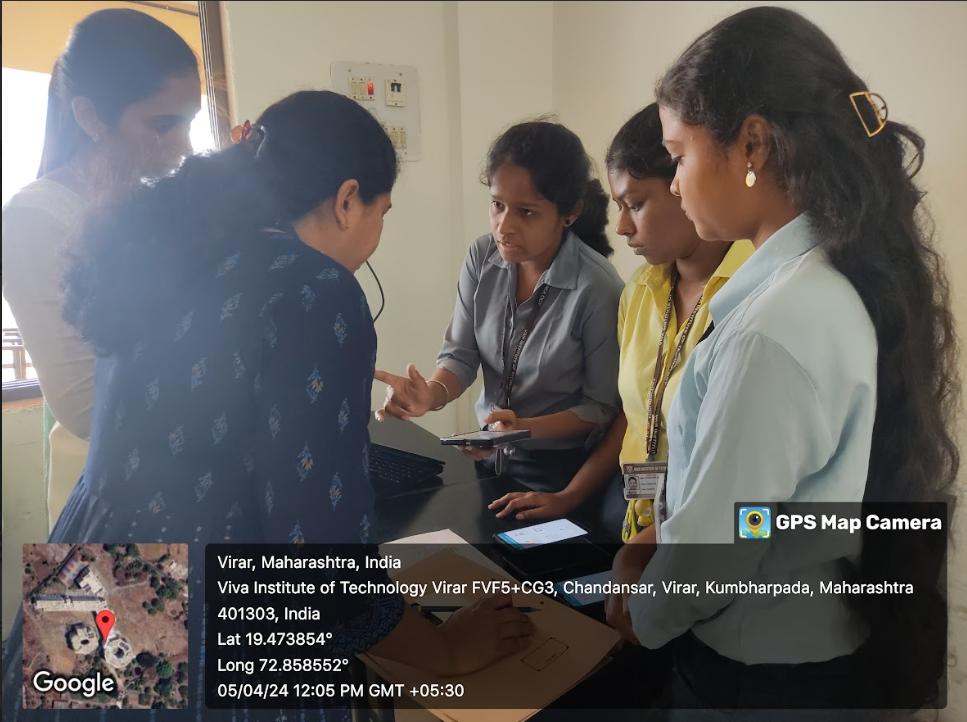 GPS Map Camera
Virar, Maharashtra, India
Viva Institute of Technology Virar FVF5+CG3, Chandansar, Virar, Kumbharpada, Maharashtra
401303, India
Lat 19.473854°
Long 72.858552°
05/04/24 12:05 PM GMT +05:30
Google